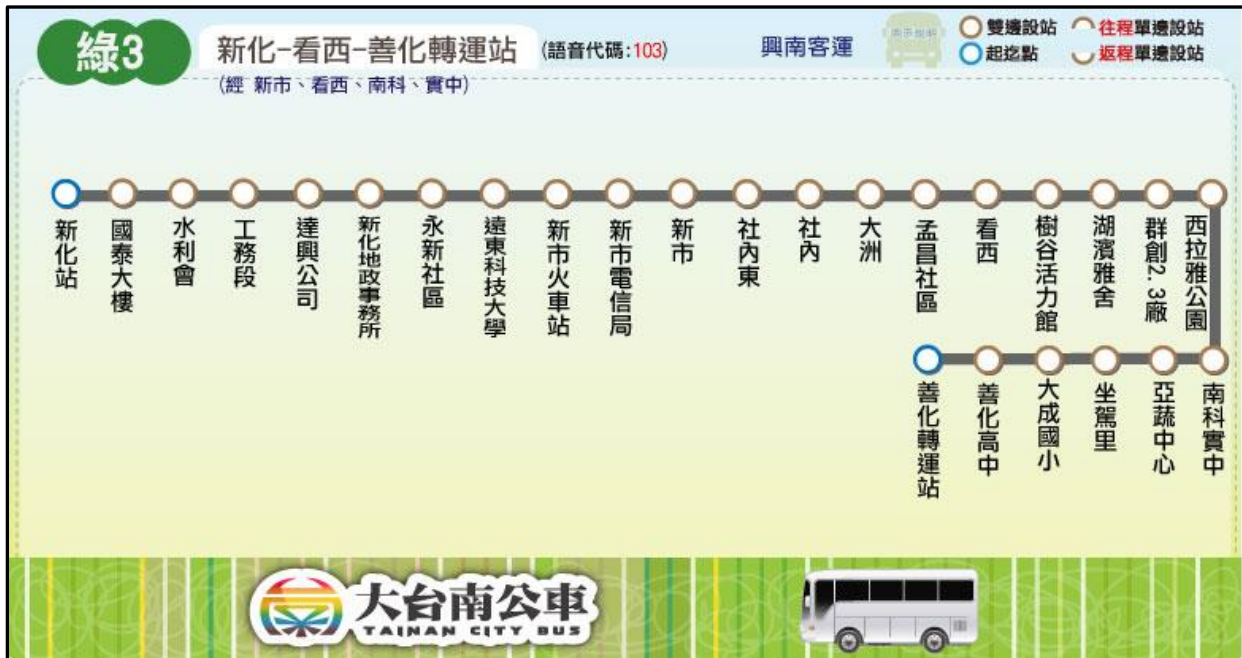 綠3
新化-看西-善化轉運站 (語音代碼:103)
(經 新市、看西、南科、實中)
興南客運
雙邊設站
往程單邊設站
起迄點
返程單邊設站
新化站
國泰大樓
水利會
工務段
達興公司
新化地政事務所
永新社區
遠東科技大學
新市火車站
新市電信局
新市
社內東
社內
大洲
孟昌社區
看西
樹谷活力館
湖濱雅舍
群創2. 3廠
西拉雅公園
南科實中
亞蔬中心
坐駕里
大成國小
善化高中
善化轉運站
大台南公車
TAINAN CITY BUS